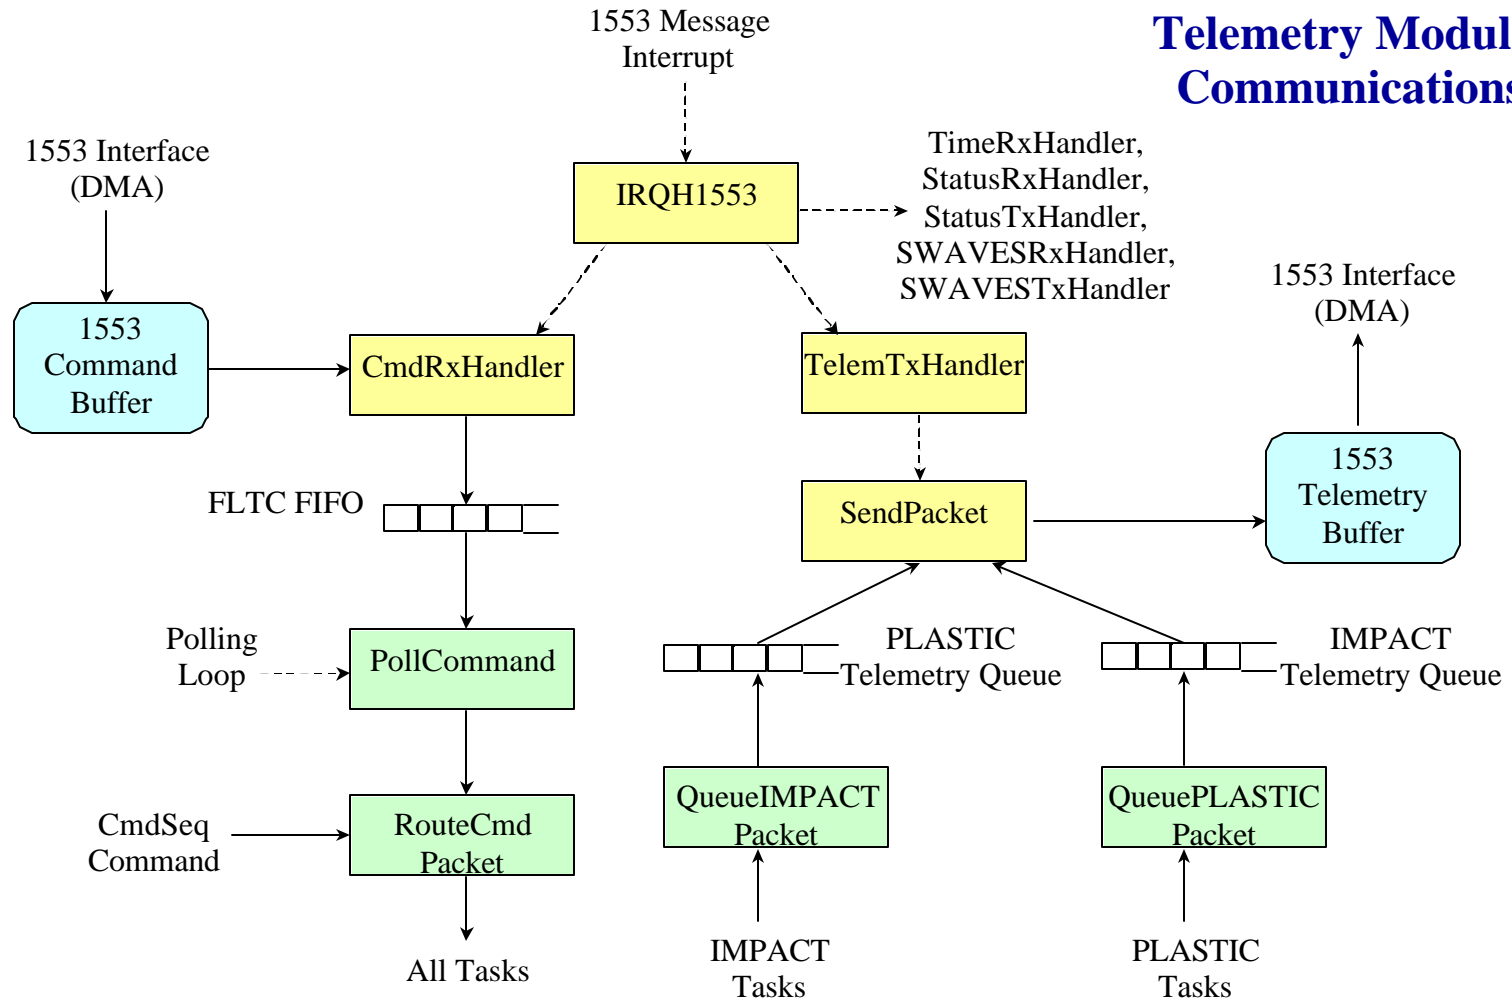 1553 Message
Interrupt
Telemetry Modul
Communications
1553 Interface
(DMA)
IRQH1553
TimeRxHandler,
StatusRxHandler,
StatusTxHandler,
SWAVESRxHandler,
SWAVESTxHandler
1553 Interface
(DMA)
1553
Command
Buffer
CmdRxHandler
TelemTxHandler
FLTC FIFO
SendPacket
1553
Telemetry
Buffer
Polling
Loop
PollCommand
PLASTIC
Telemetry Queue
IMPACT
Telemetry Queue
CmdSeq
Command
RouteCmd
Packet
QueueIMPACT
Packet
QueuePLASTIC
Packet
All Tasks
IMPACT
Tasks
PLASTIC
Tasks